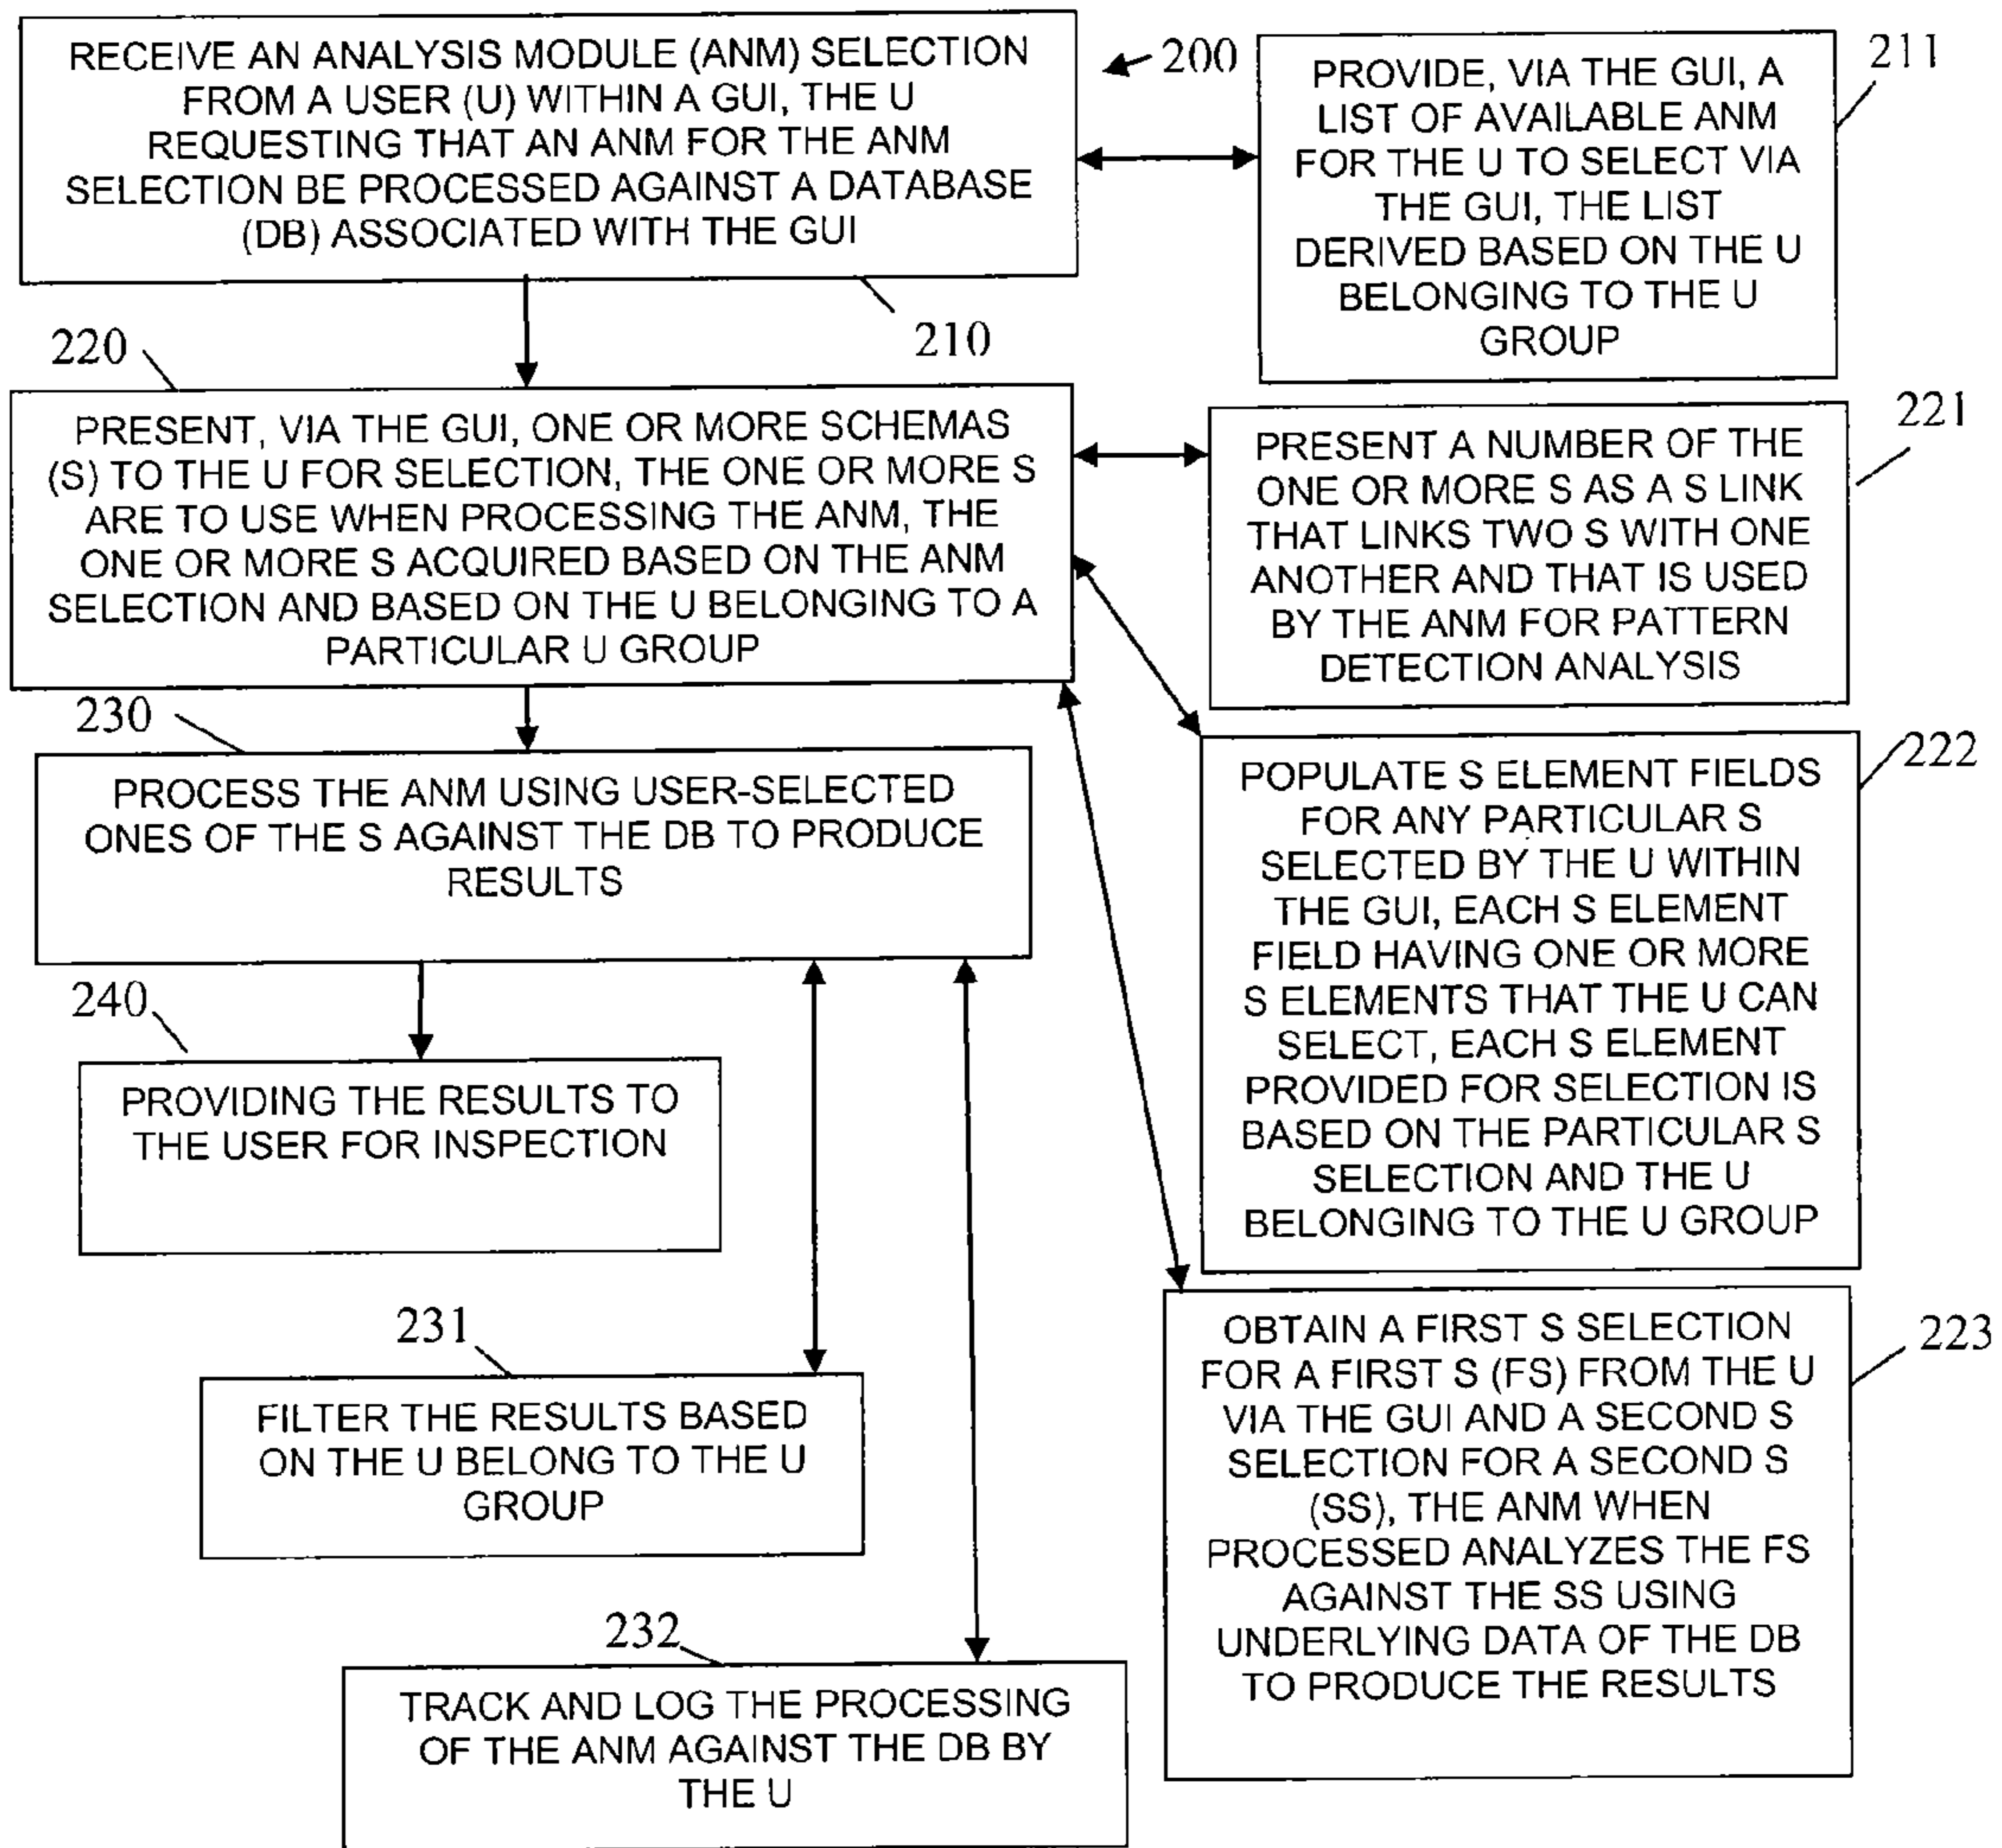 RECEIVE AN ANALYSIS MODULE (ANM) SELECTION
FROM A USER (U) WITHIN A GUI, THE U
REQUESTING THAT AN ANM FOR THE ANM
SELECTION BE PROCESSED AGAINST A DATABASE
(DB) ASSOCIATED WITH THE GUI
200
210
PROVIDE, VIA THE GUI, A
LIST OF AVAILABLE ANM
FOR THE U TO SELECT VIA
THE GUI, THE LIST
DERIVED BASED ON THE U
BELONGING TO THE U
GROUP
211
220
PRESENT, VIA THE GUI, ONE OR MORE SCHEMAS
(S) TO THE U FOR SELECTION, THE ONE OR MORE S
ARE TO USE WHEN PROCESSING THE ANM, THE
ONE OR MORE S ACQUIRED BASED ON THE ANM
SELECTION AND BASED ON THE U BELONGING TO A
PARTICULAR U GROUP
221
PRESENT A NUMBER OF THE
ONE OR MORE S AS A S LINK
THAT LINKS TWO S WITH ONE
ANOTHER AND THAT IS USED
BY THE ANM FOR PATTERN
DETECTION ANALYSIS
230
PROCESS THE ANM USING USER-SELECTED
ONES OF THE S AGAINST THE DB TO PRODUCE
RESULTS
222
POPULATE S ELEMENT FIELDS
FOR ANY PARTICULAR S
SELECTED BY THE U WITHIN
THE GUI, EACH S ELEMENT
FIELD HAVING ONE OR MORE
S ELEMENTS THAT THE U CAN
SELECT, EACH S ELEMENT
PROVIDED FOR SELECTION IS
BASED ON THE PARTICULAR S
SELECTION AND THE U
BELONGING TO THE U GROUP
240
PROVIDING THE RESULTS TO
THE USER FOR INSPECTION
231
FILTER THE RESULTS BASED
ON THE U BELONG TO THE U
GROUP
223
OBTAIN A FIRST S SELECTION
FOR A FIRST S (FS) FROM THE U
VIA THE GUI AND A SECOND S
SELECTION FOR A SECOND S
(SS), THE ANM WHEN
PROCESSED ANALYZES THE FS
AGAINST THE SS USING
UNDERLYING DATA OF THE DB
TO PRODUCE THE RESULTS
232
TRACK AND LOG THE PROCESSING
OF THE ANM AGAINST THE DB BY
THE U